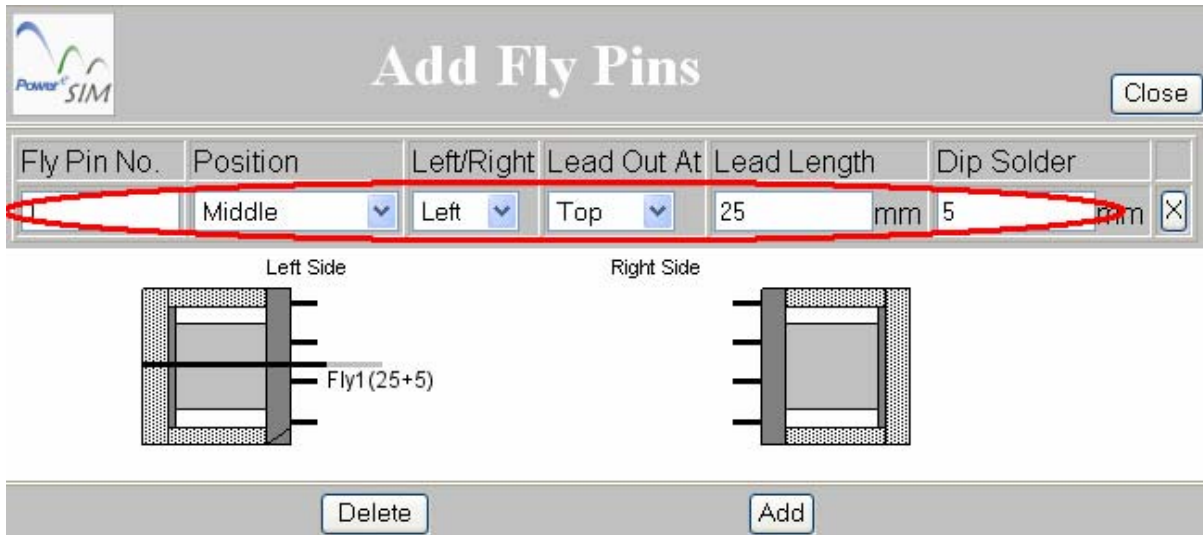 Power e SIM
Add Fly Pins
Close
Fly Pin No. Position Left/Right Lead Out At Lead Length Dip Solder
1 Middle Left Top 25 mm 5 mm X
Left Side Right Side
Fly1(25+5)
Delete Add